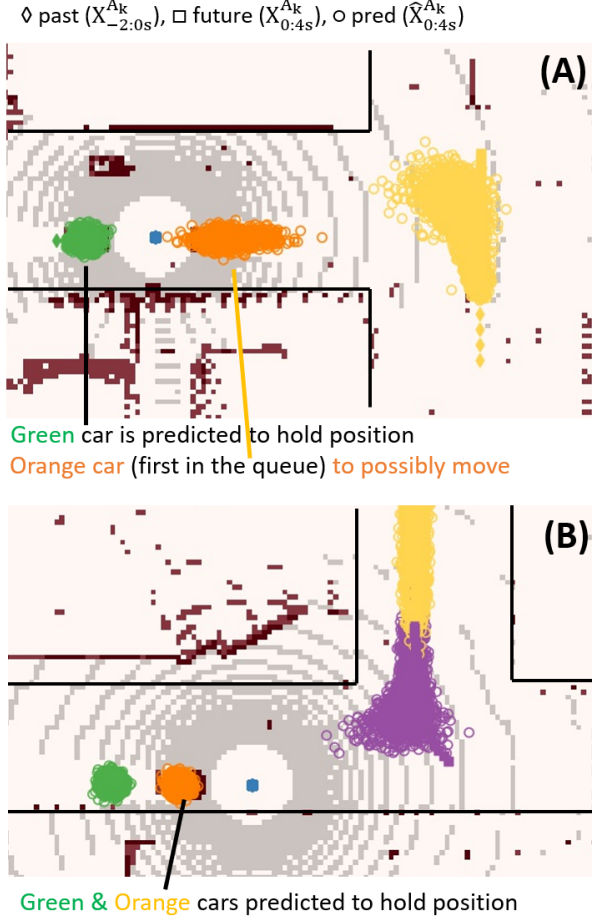 ◊ past (X^{A_k}_{−2:0s}), □ future (X^{A_k}_{0:4s}), ○ pred (X̂^{A_k}_{0:4s})
(A)
Green car is predicted to hold position
Orange car (first in the queue) to possibly move
(B)
Green & Orange cars predicted to hold position